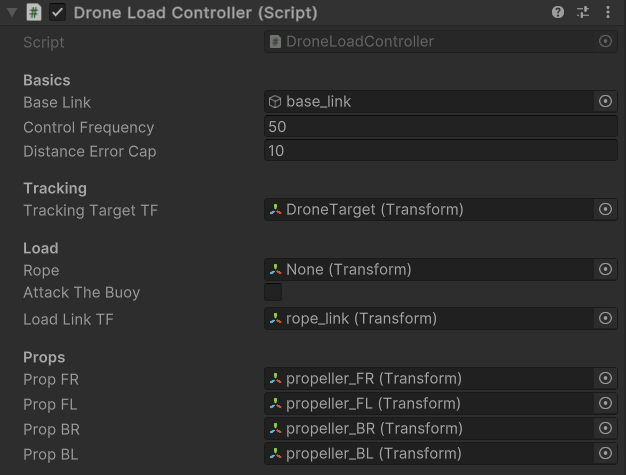 Drone Load Controller (Script)
Script DroneLoadController
Basics
Base Link base_link
Control Frequency 50
Distance Error Cap 10
Tracking
Tracking Target TF DroneTarget (Transform)
Load
Rope None (Transform)
Attack The Buoy
Load Link TF rope_link (Transform)
Props
Prop FR propeller_FR (Transform)
Prop FL propeller_FL (Transform)
Prop BR propeller_BR (Transform)
Prop BL propeller_BL (Transform)